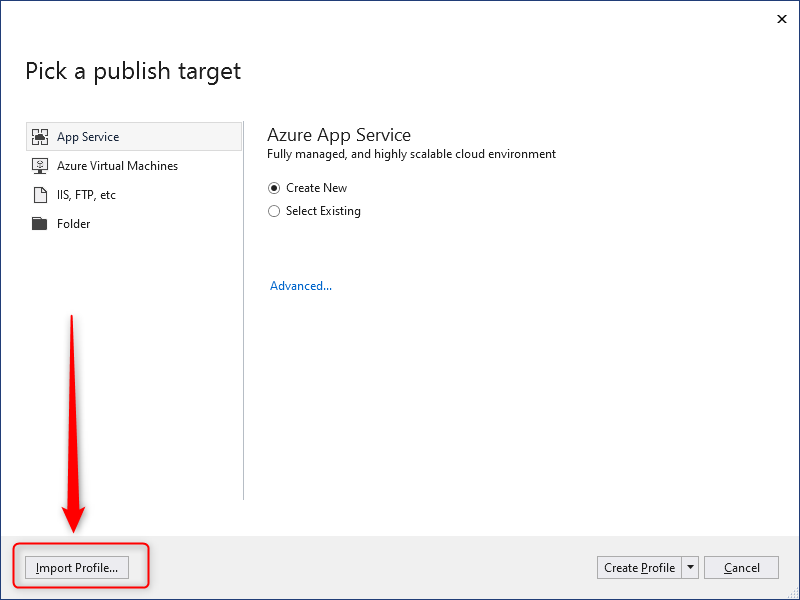 Pick a publish target
App Service
Azure Virtual Machines
IIS, FTP, etc
Folder
Azure App Service
Fully managed, and highly scalable cloud environment
Create New
Select Existing
Advanced...
Import Profile...
Create Profile
Cancel